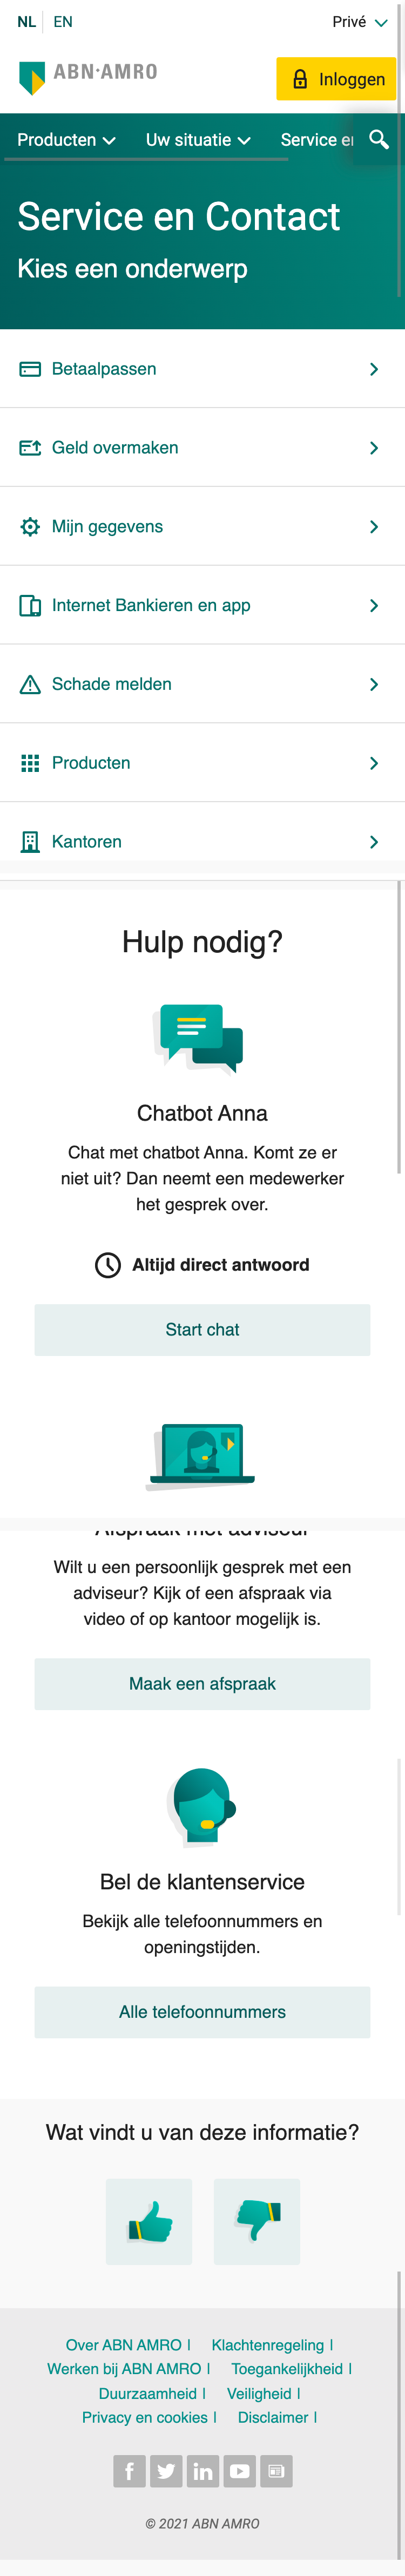 NL EN Privé
ABN·AMRO Inloggen
Producten Uw situatie Service
Service en Contact
Kies een onderwerp
Betaalpassen
Geld overmaken
Mijn gegevens
Internet Bankieren en app
Schade melden
Producten
Kantoren
Hulp nodig?
Chatbot Anna
Chat met chatbot Anna. Komt ze er
niet uit? Dan neemt een medewerker
het gesprek over.
Altijd direct antwoord
Start chat
Afspraak met adviseur
Wilt u een persoonlijk gesprek met een
adviseur? Kijk of een afspraak via
video of op kantoor mogelijk is.
Maak een afspraak
Bel de klantenservice
Bekijk alle telefoonnummers en
openingstijden.
Alle telefoonnummers
Wat vindt u van deze informatie?
Over ABN AMRO | Klachtenregeling |
Werken bij ABN AMRO | Toegankelijkheid |
Duurzaamheid | Veiligheid |
Privacy en cookies | Disclaimer |
© 2021 ABN AMRO